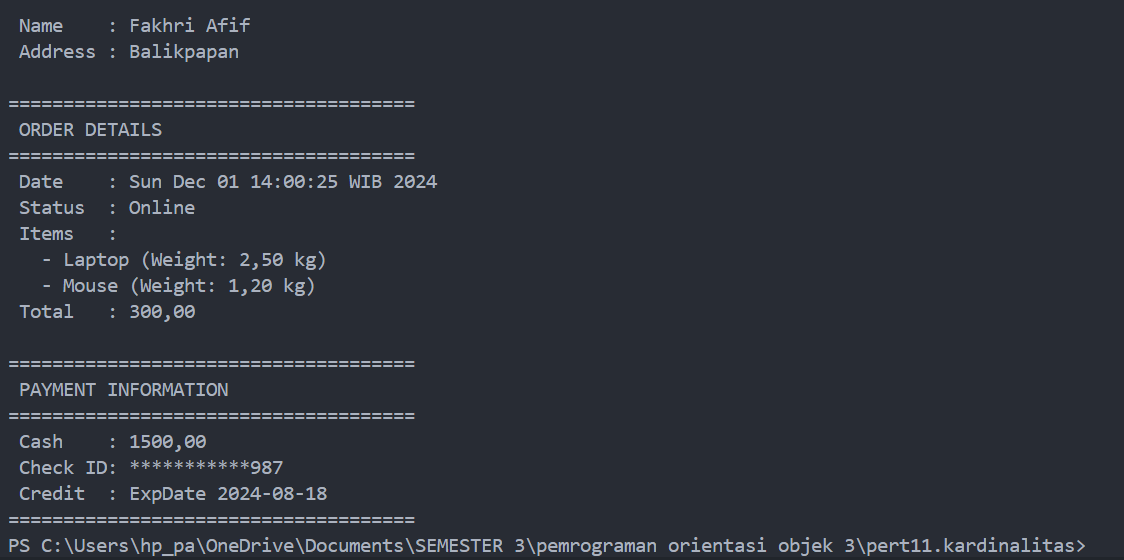 Name    : Fakhri Afif
Address : Balikpapan
=====================================
ORDER DETAILS
=====================================
Date    : Sun Dec 01 14:00:25 WIB 2024
Status  : Online
Items   :
- Laptop (Weight: 2,50 kg)
- Mouse (Weight: 1,20 kg)
Total   : 300,00
=====================================
PAYMENT INFORMATION
=====================================
Cash    : 1500,00
Check ID: ***********987
Credit  : ExpDate 2024-08-18
=====================================
PS C:\Users\hp_pa\OneDrive\Documents\SEMESTER 3\pemrograman orientasi objek 3\pert11.kardinalitas>